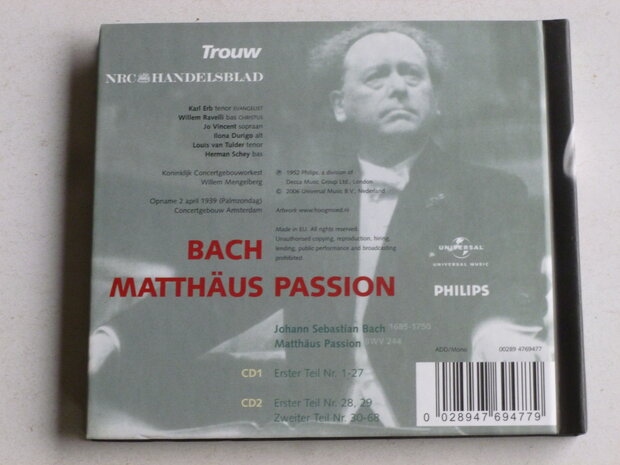 Trouw
NRC HANDELSBLAD
Karl Erb tenor EVANGELIST
Willem Ravelli bas CHRISTUS
Jo Vincent sopraan
Ilona Durigo alt
Louis van Tulder tenor
Herman Schey bas
Koninklijk Concertgebouworkest
Willem Mengelberg
Opname 2 april 1939 (Palmzondag)
Concertgebouw Amsterdam
℗ 1952 Philips, a division of
Decca Music Group Ltd., London
© 2006 Universal Music B.V., Nederland
Artwork www.hoogmoed.nl
Made in EU. All rights reserved.
Unauthorised copying, reproduction, hiring,
lending, public performance and broadcasting
prohibited.
BACH
MATTHÄUS PASSION
UNIVERSAL
UNIVERSAL MUSIC
PHILIPS
Johann Sebastian Bach 1685-1750
Matthäus Passion BWV 244
ADD/Mono 00289 4769477
CD1 Erster Teil Nr. 1-27
CD2 Erster Teil Nr. 28, 29
Zweiter Teil Nr. 30-68
0 028947 694779